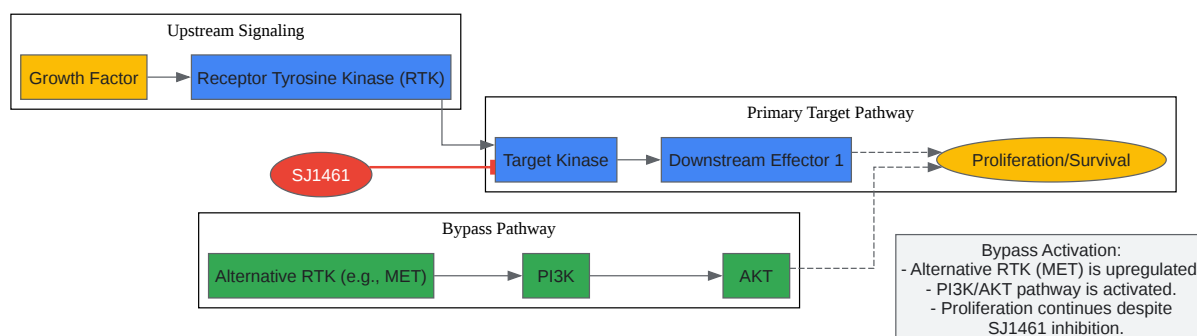 Upstream Signaling
Growth Factor
Receptor Tyrosine Kinase (RTK)
Primary Target Pathway
Target Kinase
Downstream Effector 1
Proliferation/Survival
SJ1461
Bypass Pathway
Alternative RTK (e.g., MET)
PI3K
AKT
Bypass Activation:
- Alternative RTK (MET) is upregulated.
- PI3K/AKT pathway is activated.
- Proliferation continues despite
SJ1461 inhibition.